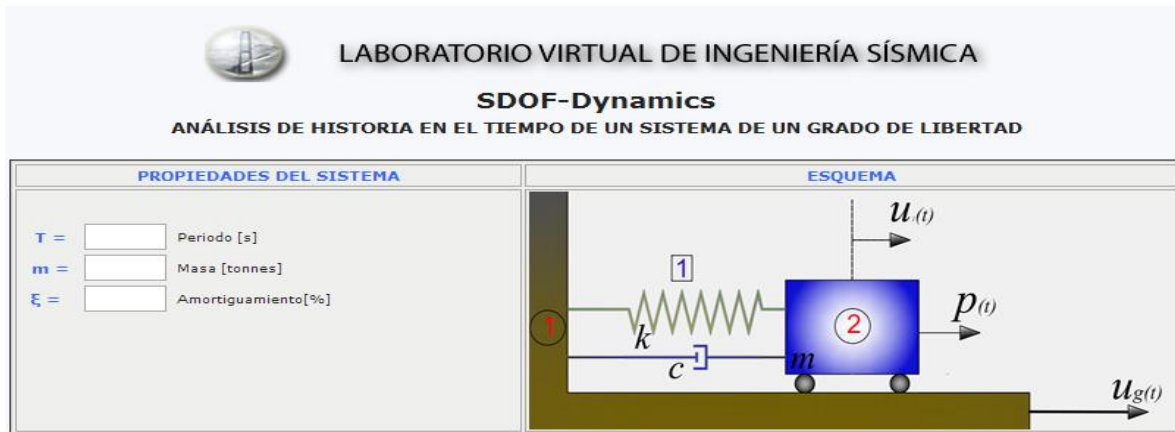 LABORATORIO VIRTUAL DE INGENIERÍA SÍSMICA
SDOF-Dynamics
ANÁLISIS DE HISTORIA EN EL TIEMPO DE UN SISTEMA DE UN GRADO DE LIBERTAD
PROPIEDADES DEL SISTEMA
T = Periodo [s]
m = Masa [tonnes]
ξ = Amortiguamiento[%]
ESQUEMA
u(t)
1
1
k
2
p(t)
c
m
ug(t)